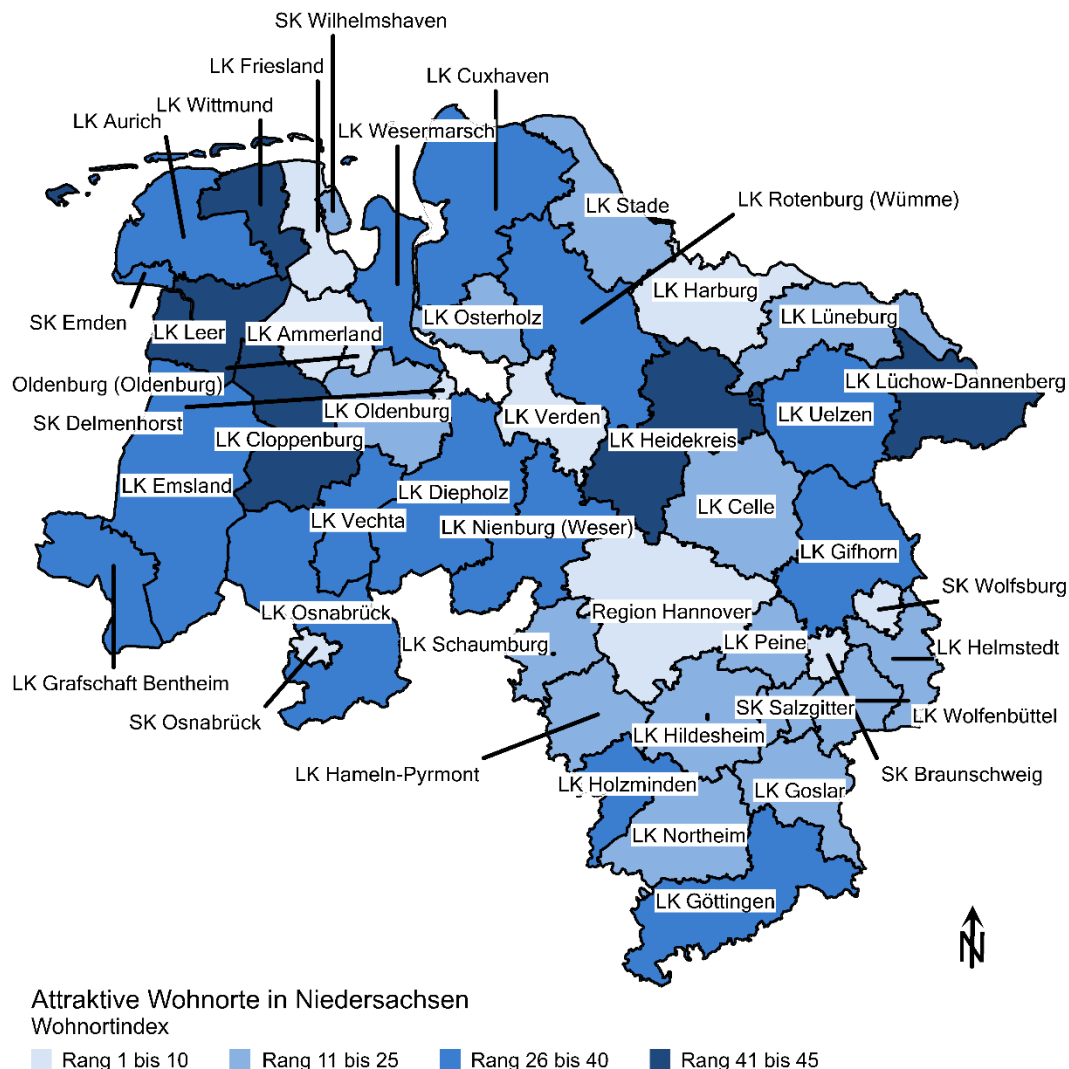 SK Wilhelmshaven
LK Friesland
LK Cuxhaven
LK Wittmund
LK Aurich
LK Wesermarsch
LK Stade
LK Rotenburg (Wümme)
LK Harburg
LK Osterholz
LK Lüneburg
SK Emden
LK Leer
LK Ammerland
Oldenburg (Oldenburg)
LK Lüchow-Dannenberg
SK Delmenhorst
LK Oldenburg
LK Verden
LK Uelzen
LK Cloppenburg
LK Heidekreis
LK Emsland
LK Diepholz
LK Celle
LK Vechta
LK Nienburg (Weser)
LK Gifhorn
SK Wolfsburg
LK Osnabrück
Region Hannover
LK Schaumburg
LK Peine
LK Helmstedt
LK Grafschaft Bentheim
SK Osnabrück
SK Salzgitter
LK Wolfenbüttel
LK Hildesheim
LK Hameln-Pyrmont
SK Braunschweig
LK Holzminden
LK Goslar
LK Northeim
LK Göttingen
N
Attraktive Wohnorte in Niedersachsen
Wohnortindex
Rang 1 bis 10 Rang 11 bis 25 Rang 26 bis 40 Rang 41 bis 45